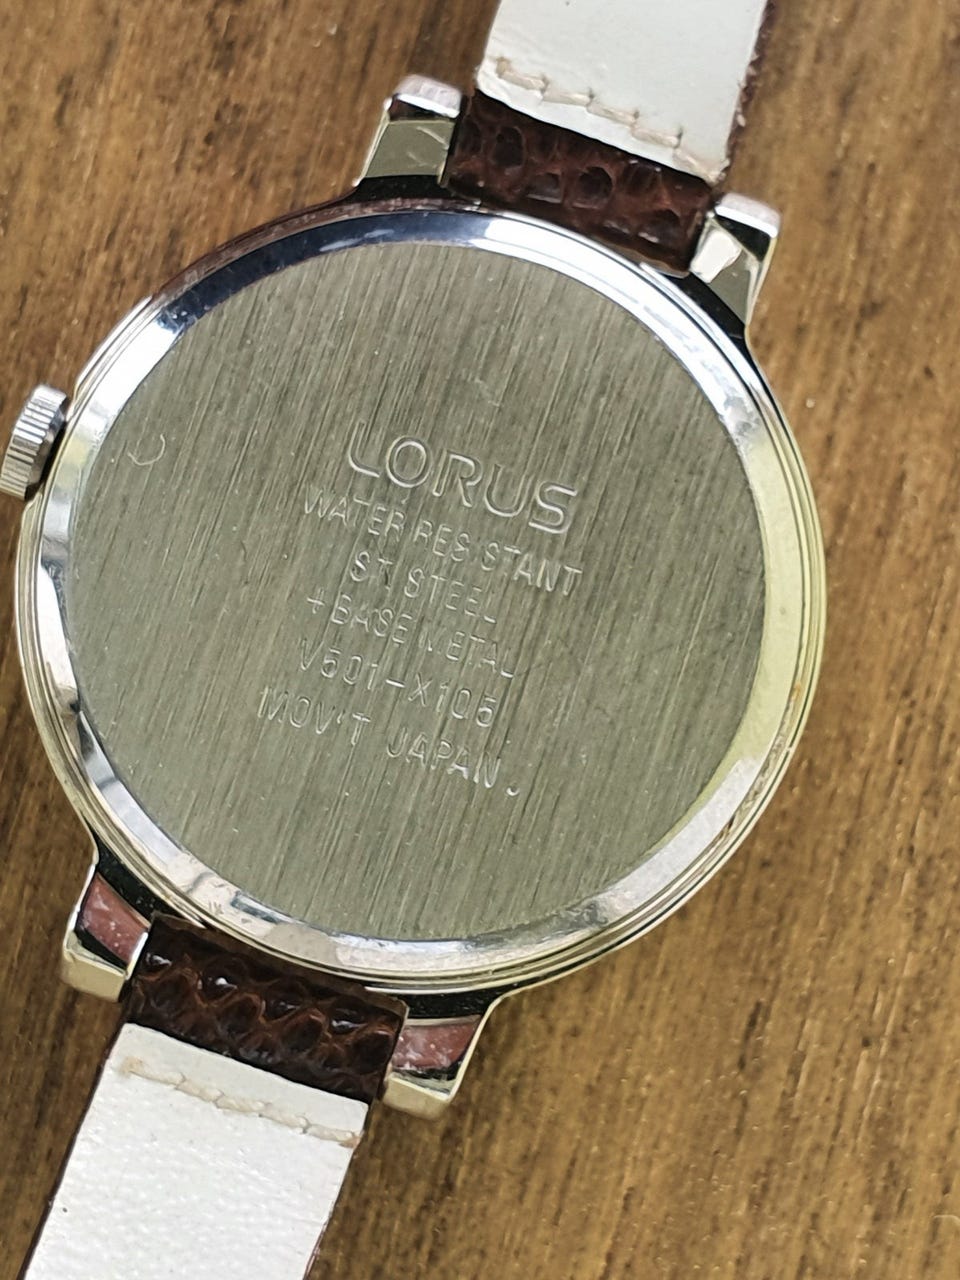 LORUS
WATER RESISTANT
ST. STEEL
+ BASE METAL
V501-X105
MOV'T JAPAN
J